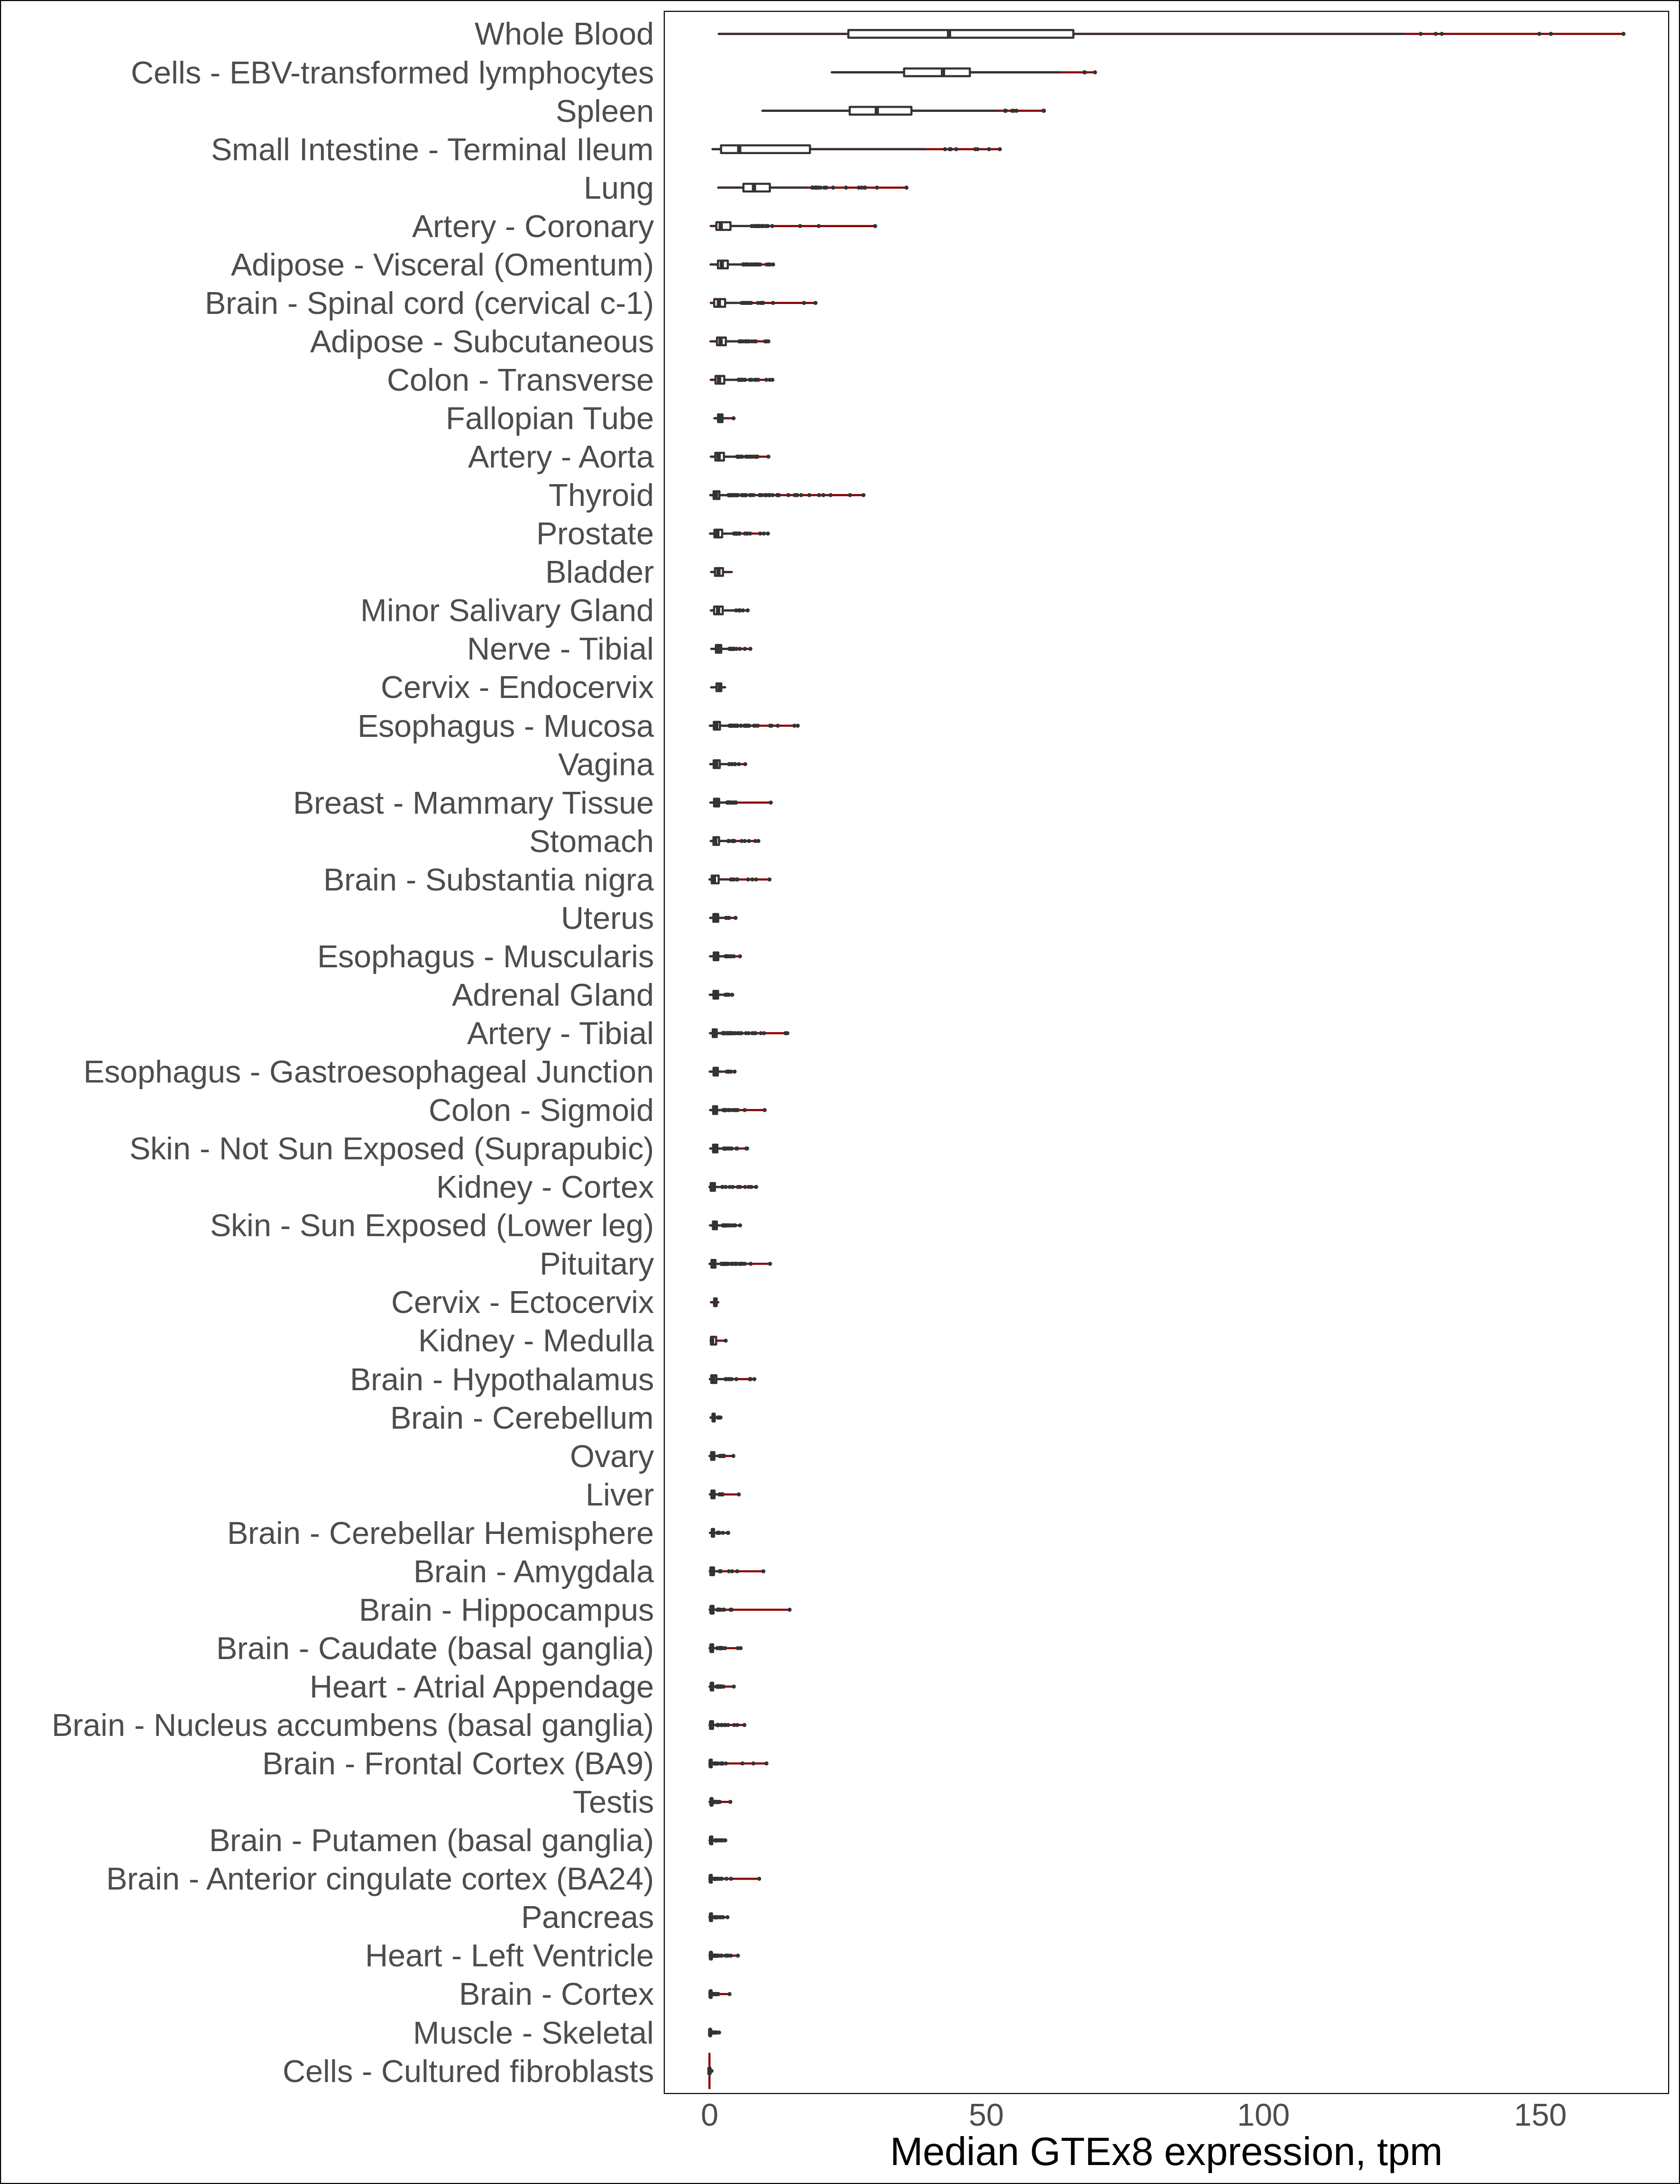 Whole Blood
Cells - EBV-transformed lymphocytes
Spleen
Small Intestine - Terminal Ileum
Lung
Artery - Coronary
Adipose - Visceral (Omentum)
Brain - Spinal cord (cervical c-1)
Adipose - Subcutaneous
Colon - Transverse
Fallopian Tube
Artery - Aorta
Thyroid
Prostate
Bladder
Minor Salivary Gland
Nerve - Tibial
Cervix - Endocervix
Esophagus - Mucosa
Vagina
Breast - Mammary Tissue
Stomach
Brain - Substantia nigra
Uterus
Esophagus - Muscularis
Adrenal Gland
Artery - Tibial
Esophagus - Gastroesophageal Junction
Colon - Sigmoid
Skin - Not Sun Exposed (Suprapubic)
Kidney - Cortex
Skin - Sun Exposed (Lower leg)
Pituitary
Cervix - Ectocervix
Kidney - Medulla
Brain - Hypothalamus
Brain - Cerebellum
Ovary
Liver
Brain - Cerebellar Hemisphere
Brain - Amygdala
Brain - Hippocampus
Brain - Caudate (basal ganglia)
Heart - Atrial Appendage
Brain - Nucleus accumbens (basal ganglia)
Brain - Frontal Cortex (BA9)
Testis
Brain - Putamen (basal ganglia)
Brain - Anterior cingulate cortex (BA24)
Pancreas
Heart - Left Ventricle
Brain - Cortex
Muscle - Skeletal
Cells - Cultured fibroblasts
0 50 100 150
Median GTEx8 expression, tpm